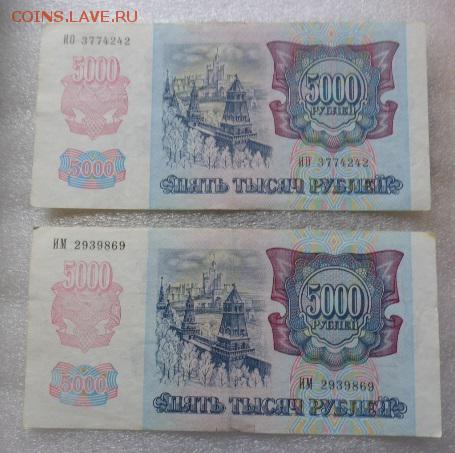 COINS.LAVE.RU
ИО 3774242
5000
5000
РУБЛЕЙ
ИО 3774242
5000
ПЯТЬ ТЫСЯЧ РУБЛЕЙ
ИМ 2939869
5000
5000
РУБЛЕЙ
ИМ 2939869
5000
ПЯТЬ ТЫСЯЧ РУБЛЕЙ